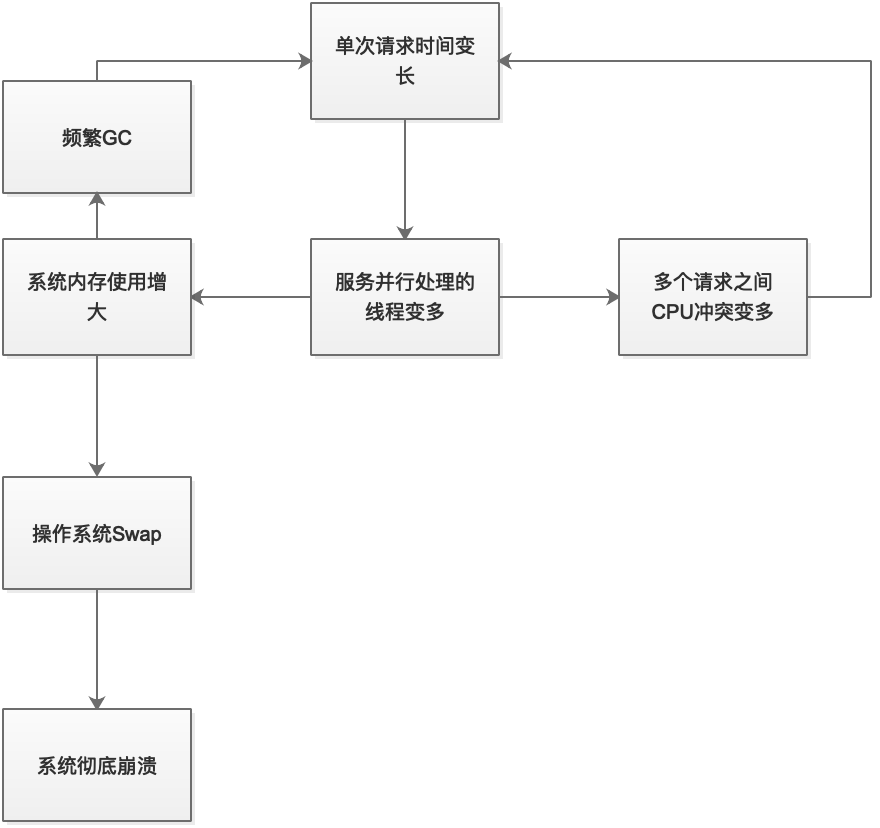 单次请求时间变
长
频繁GC
系统内存使用增
大
服务并行处理的
线程变多
多个请求之间
CPU冲突变多
操作系统Swap
系统彻底崩溃